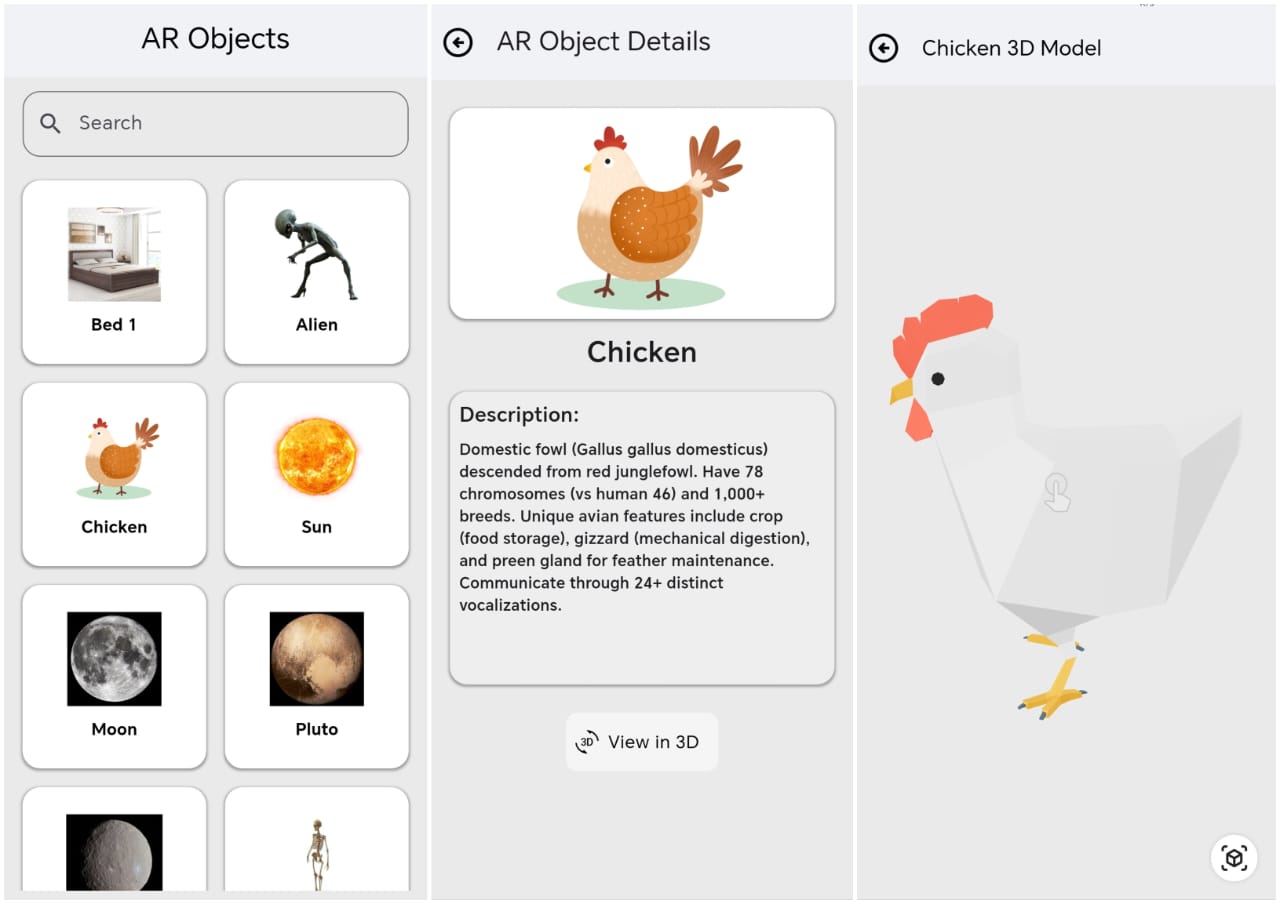 AR Objects
Search
Bed 1
Alien
Chicken
Sun
Moon
Pluto
AR Object Details
Chicken
Description:
Domestic fowl (Gallus gallus domesticus)
descended from red junglefowl. Have 78
chromosomes (vs human 46) and 1,000+
breeds. Unique avian features include crop
(food storage), gizzard (mechanical digestion),
and preen gland for feather maintenance.
Communicate through 24+ distinct
vocalizations.
3D View in 3D
Chicken 3D Model